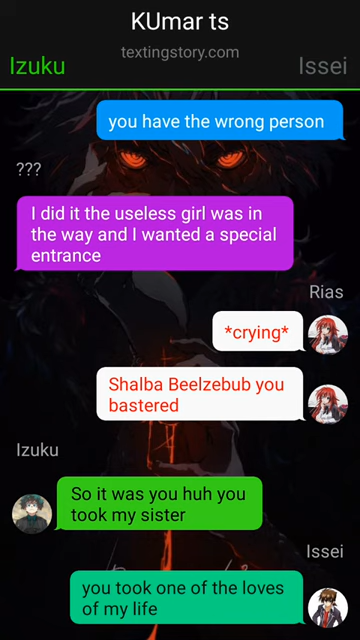 KUmar ts
textingstory.com
Izuku
Issei
you have the wrong person
???
I did it the useless girl was in
the way and I wanted a special
entrance
Rias
*crying*
Shalba Beelzebub you
bastered
Izuku
So it was you huh you
took my sister
Issei
you took one of the loves
of my life